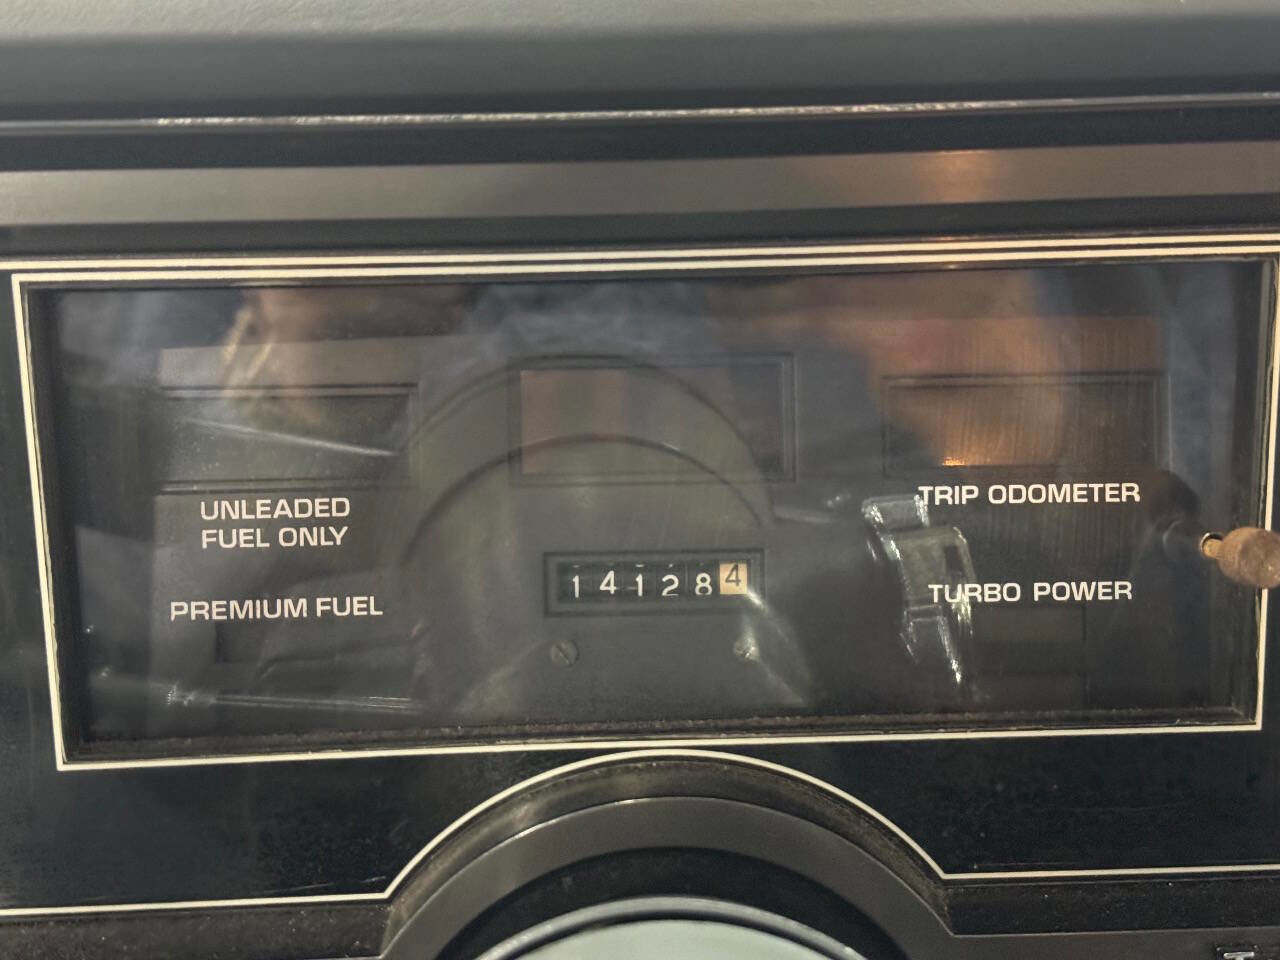 UNLEADED
FUEL ONLY
PREMIUM FUEL
141284
TRIP ODOMETER
TURBO POWER